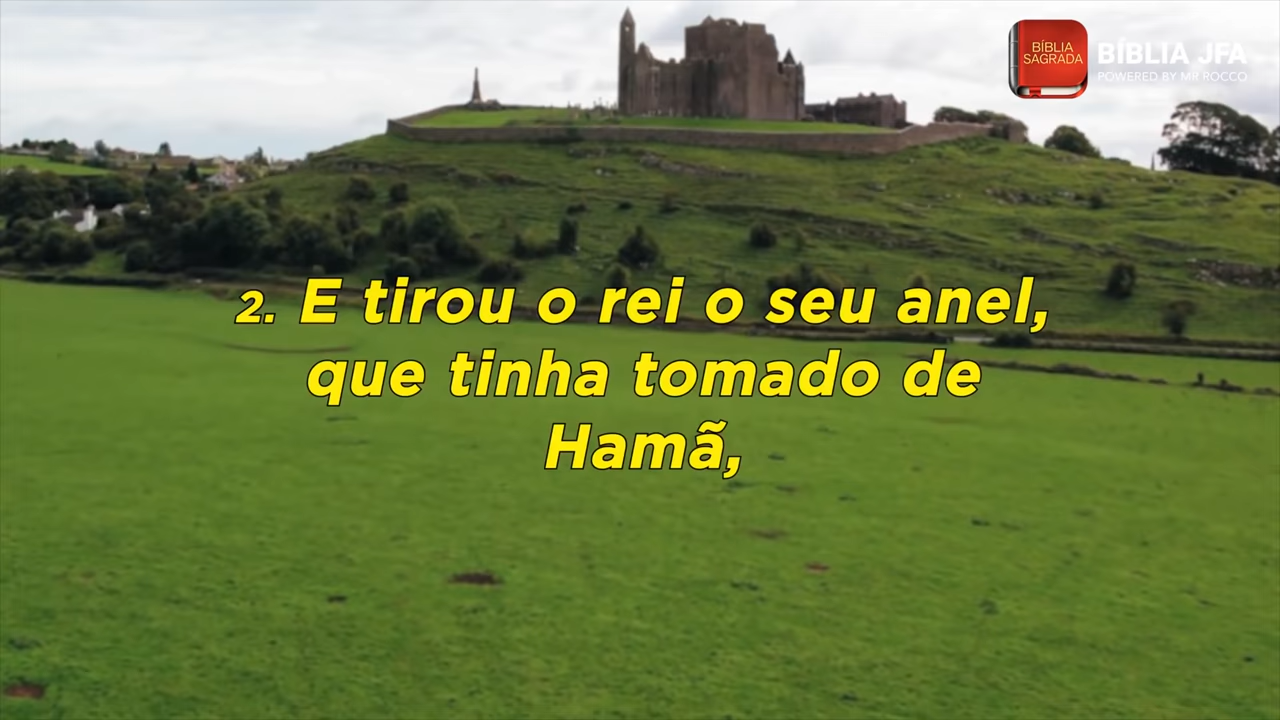 BÍBLIA
SAGRADA
BÍBLIA JFA
POWERED BY MR ROCCO
2. E tirou o rei o seu anel,
que tinha tomado de
Hamã,